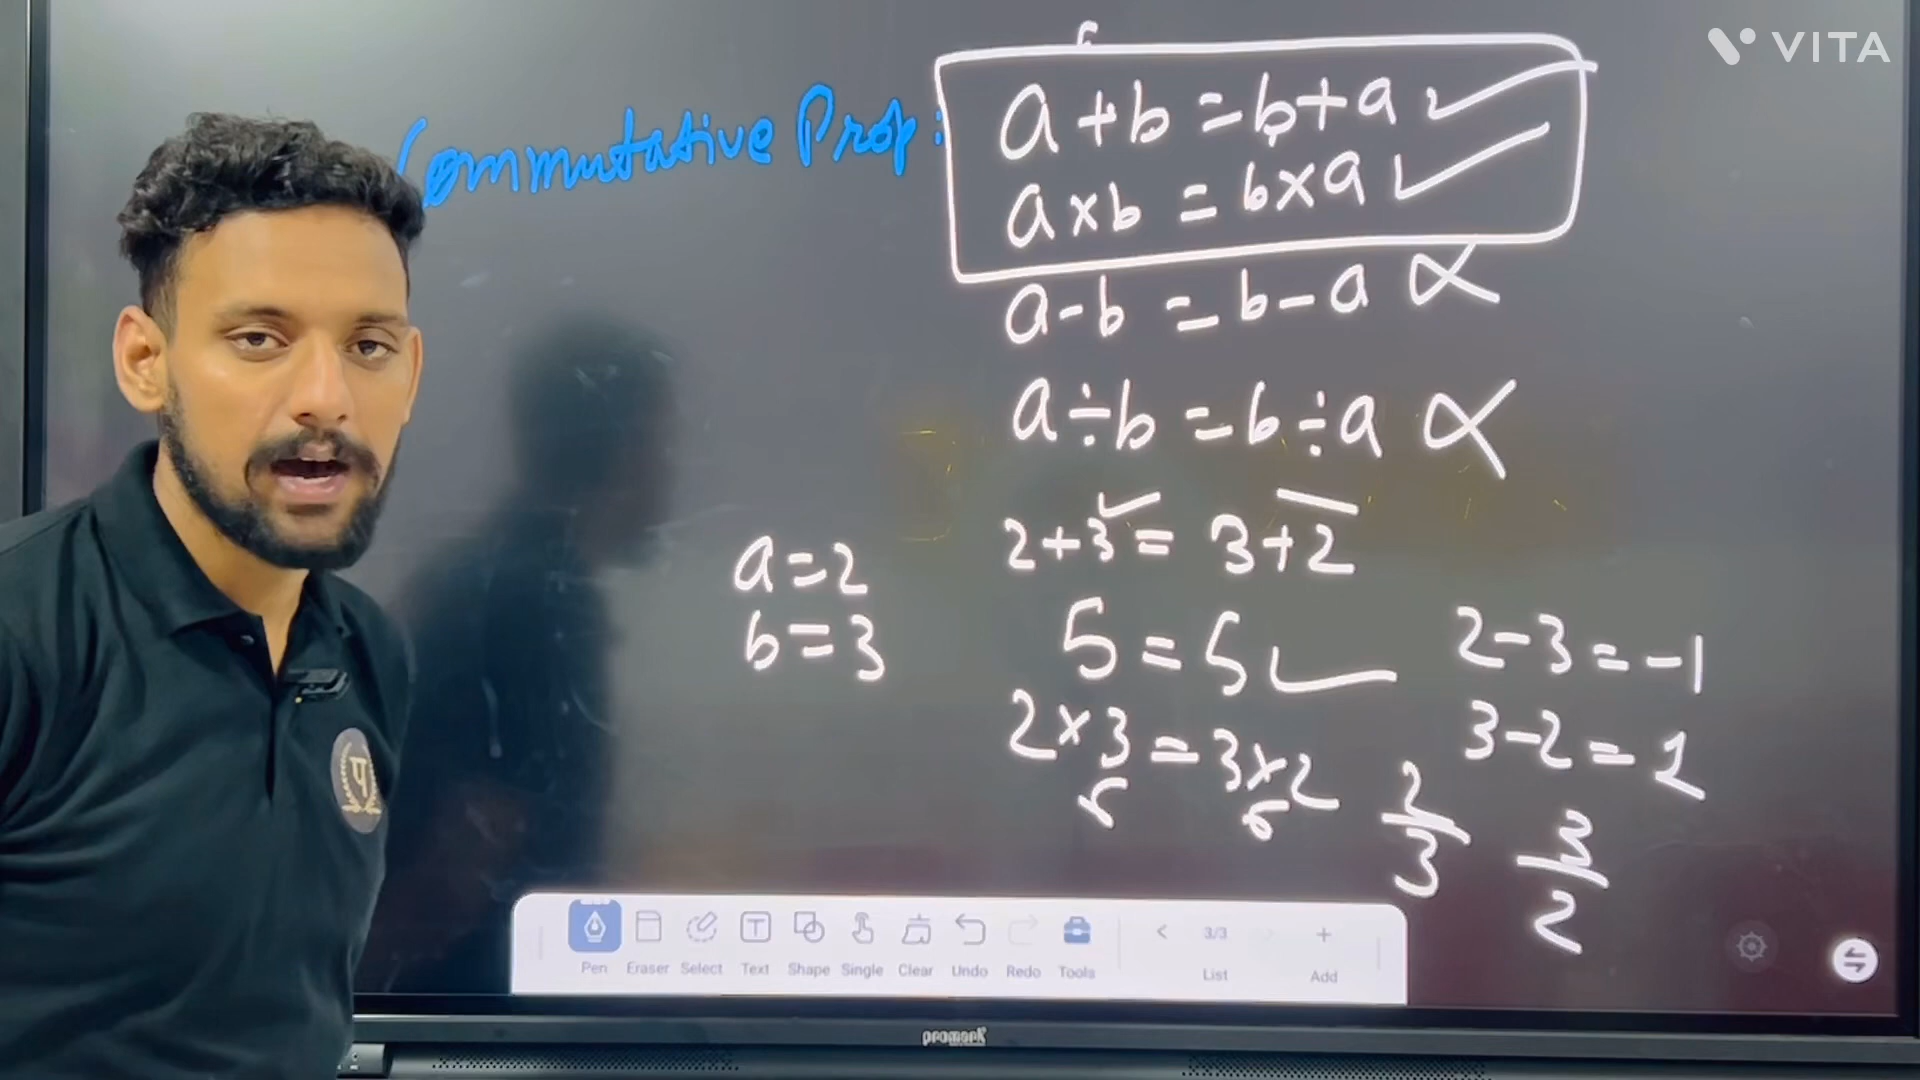 VITA
Commutative Prop:
a+b=b+a ✓
a×b = b×a ✓
a-b = b-a ×
a÷b = b÷a ×
a=2
b=3
2+3 = 3+2
5 = 5 ✓
2×3 = 3×2
6 6
2-3=-1
3-2=1
2/3
3/2
प
Pen Eraser Select Text Shape Single Clear Undo Redo Tools
< 3/3 +
List Add
promark